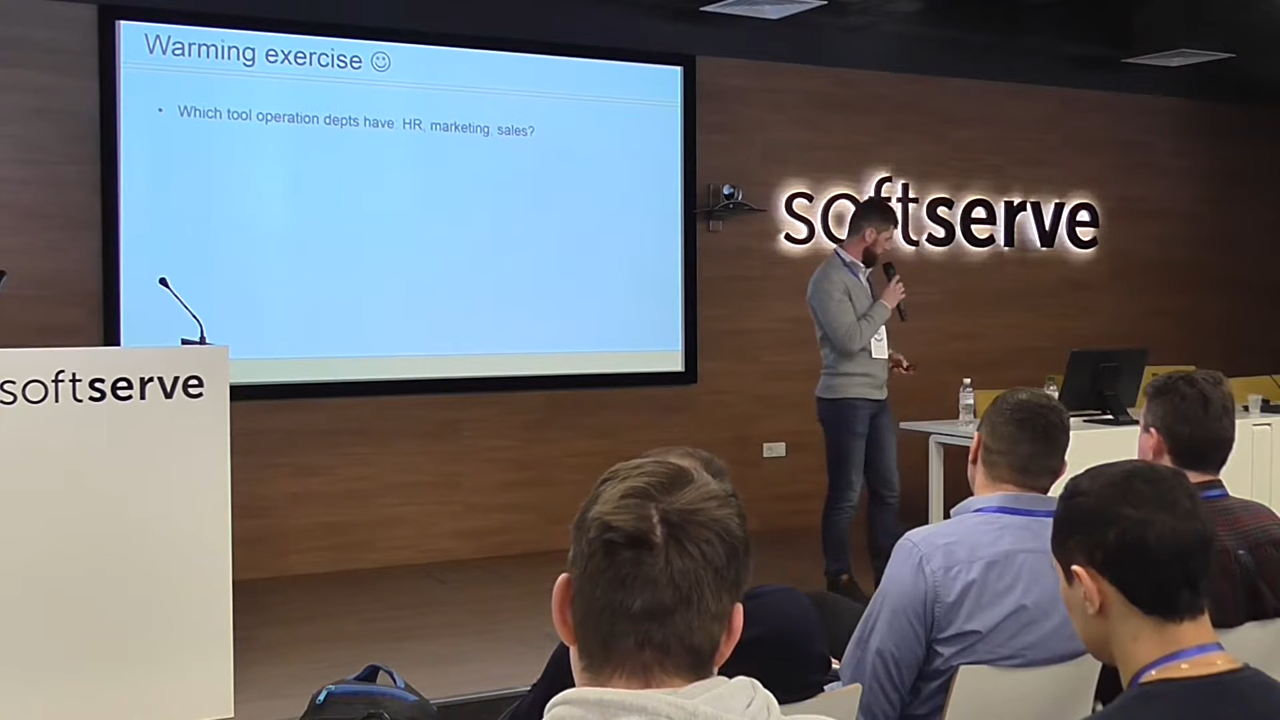 Warming exercise ☺
• Which tool operation depts have: HR, marketing, sales?
softserve
softserve